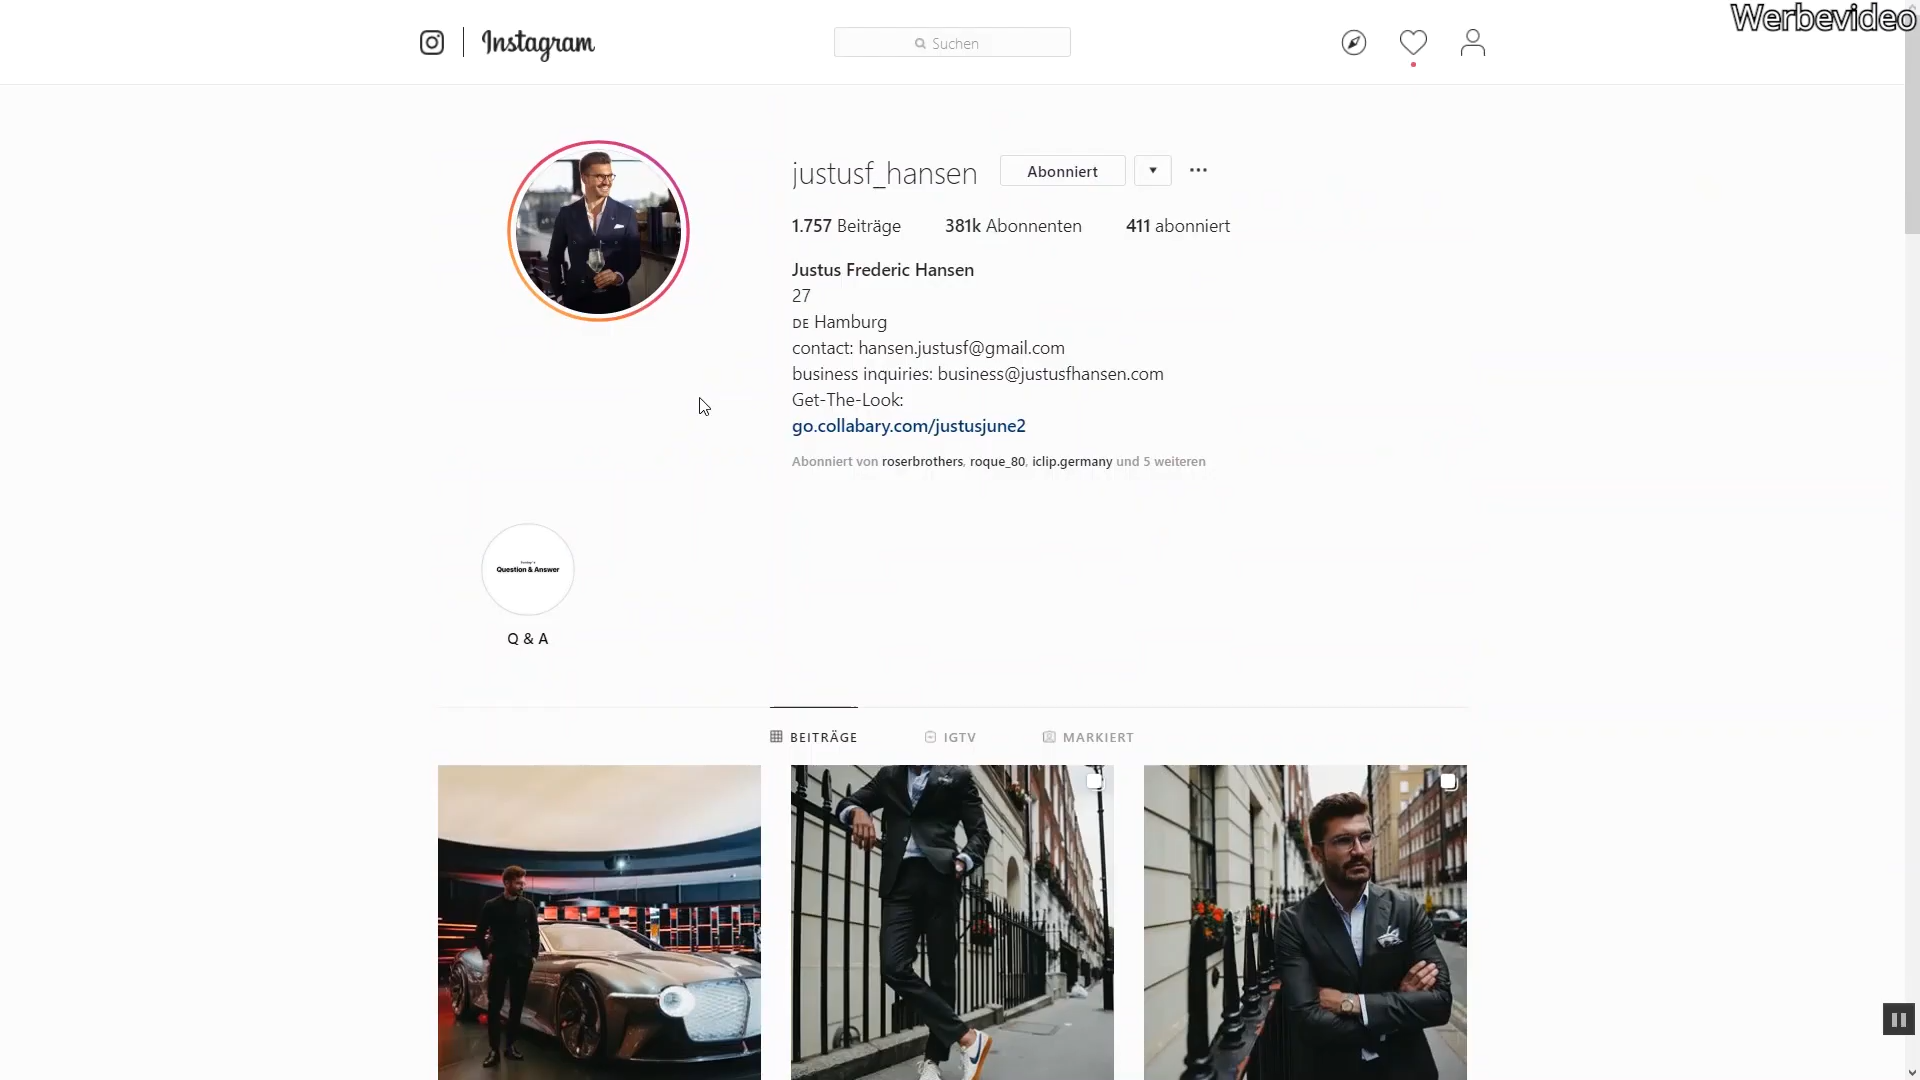 Werbevideo
Instagram
Suchen
justusf_hansen
Abonniert
1.757 Beiträge 381k Abonnenten 411 abonniert
Justus Frederic Hansen
27
DE Hamburg
contact: hansen.justusf@gmail.com
business inquiries: business@justusfhansen.com
Get-The-Look:
go.collabary.com/justusjune2
Abonniert von roserbrothers, roque_80, iclip.germany und 5 weiteren
Question & Answer
Q & A
BEITRÄGE IGTV MARKIERT